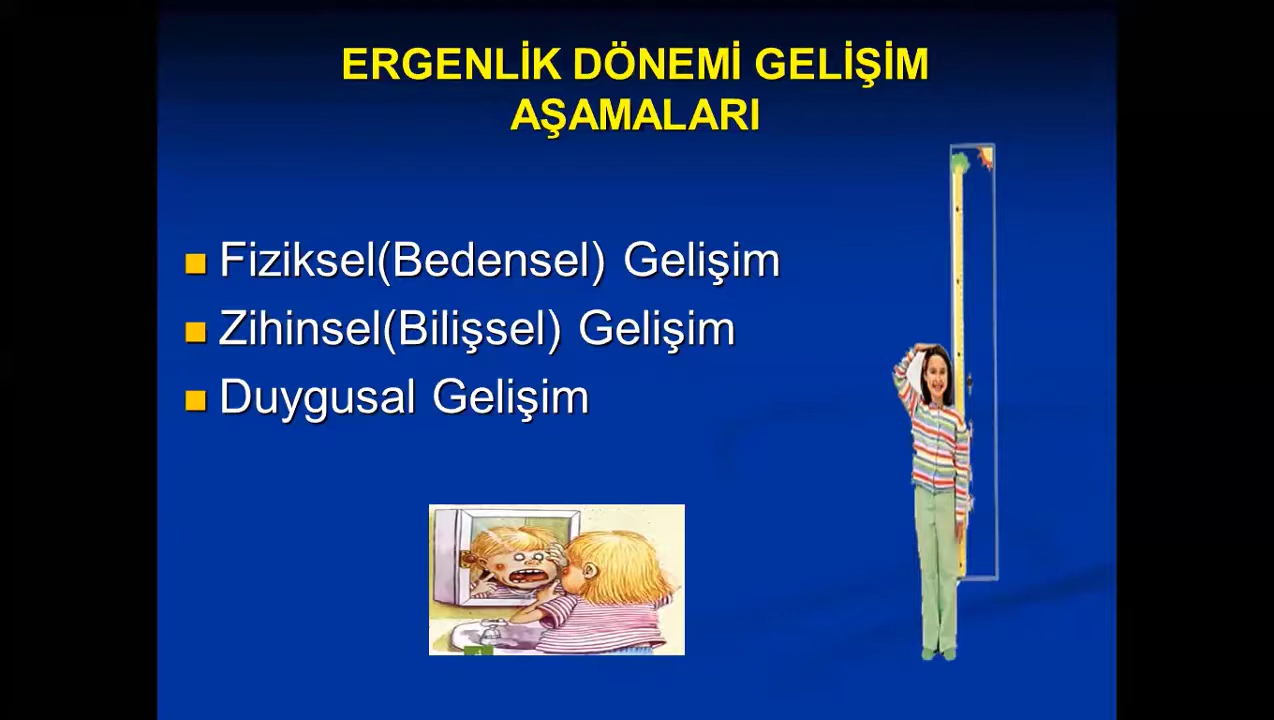 ERGENLİK DÖNEMİ GELİŞİM
AŞAMALARI
Fiziksel(Bedensel) Gelişim
Zihinsel(Bilişsel) Gelişim
Duygusal Gelişim